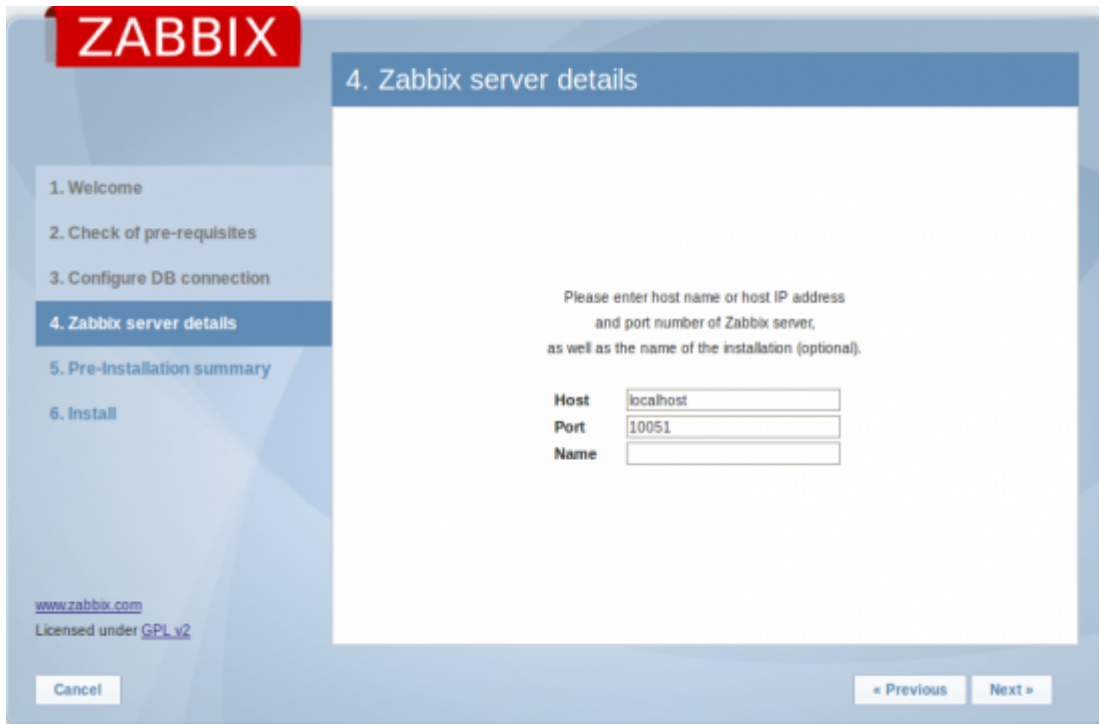 ZABBIX
4. Zabbix server details
1. Welcome
2. Check of pre-requisites
3. Configure DB connection
4. Zabbix server details
5. Pre-Installation summary
6. Install
Please enter host name or host IP address
and port number of Zabbix server,
as well as the name of the installation (optional).
Host localhost
Port 10051
Name
www.zabbix.com
Licensed under GPL v2
Cancel
« Previous Next »